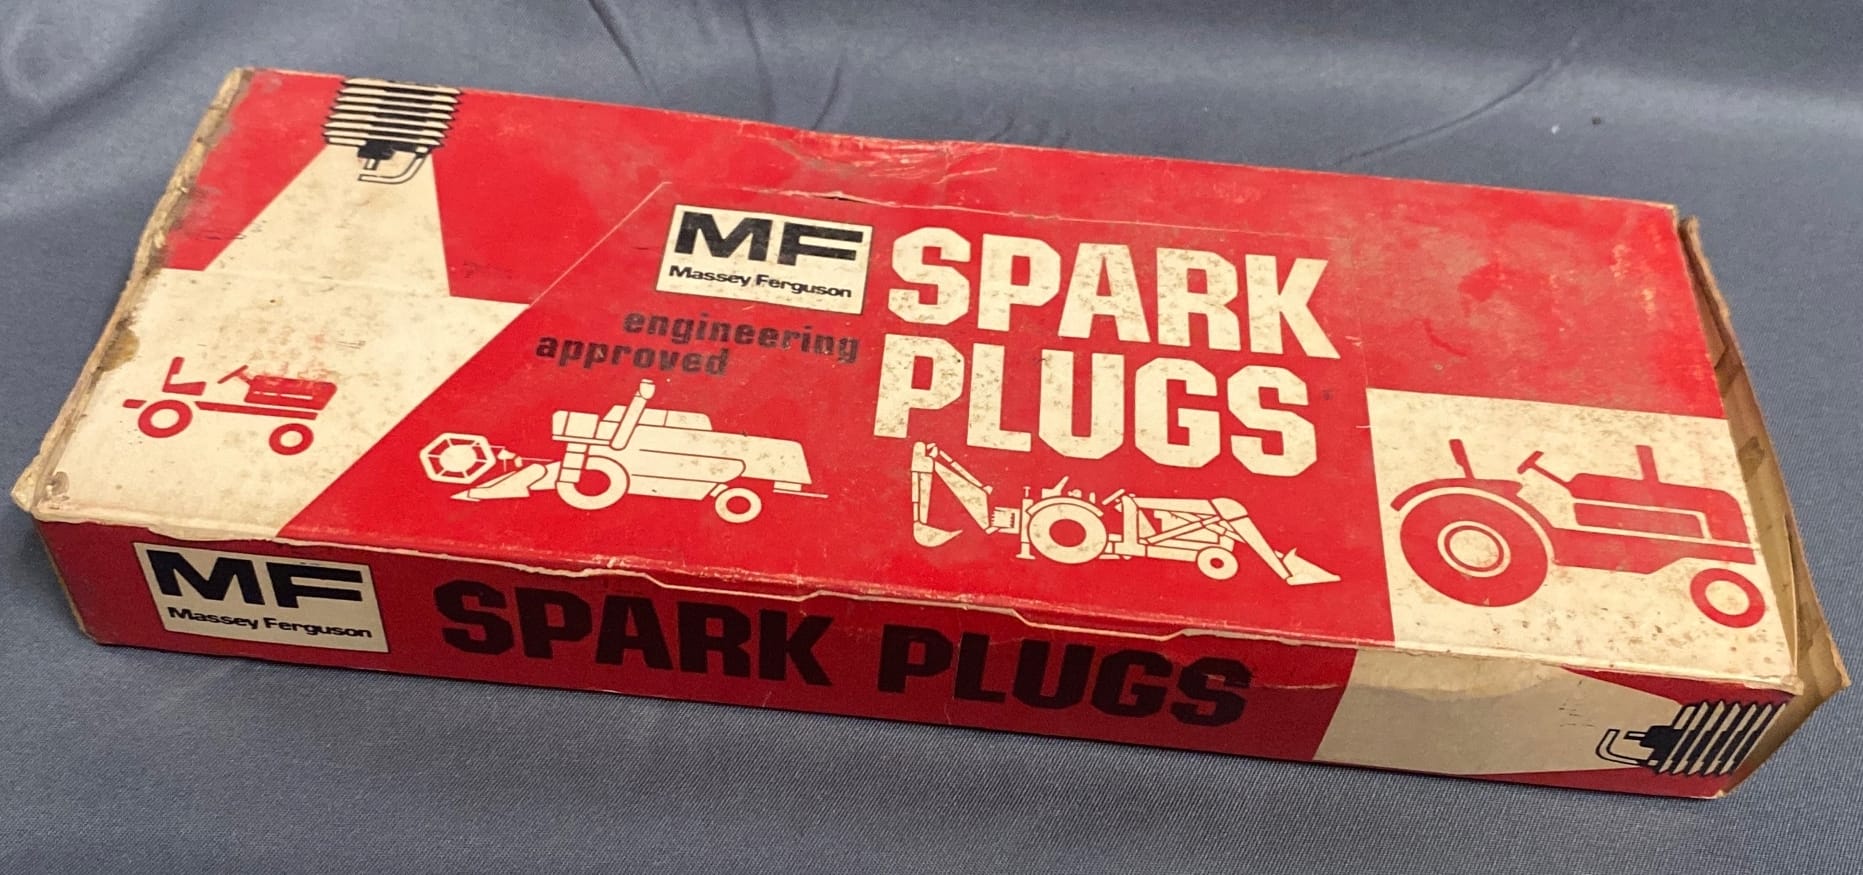 MF
Massey Ferguson
SPARK
PLUGS
engineering
approved
MF
Massey Ferguson
SPARK PLUGS